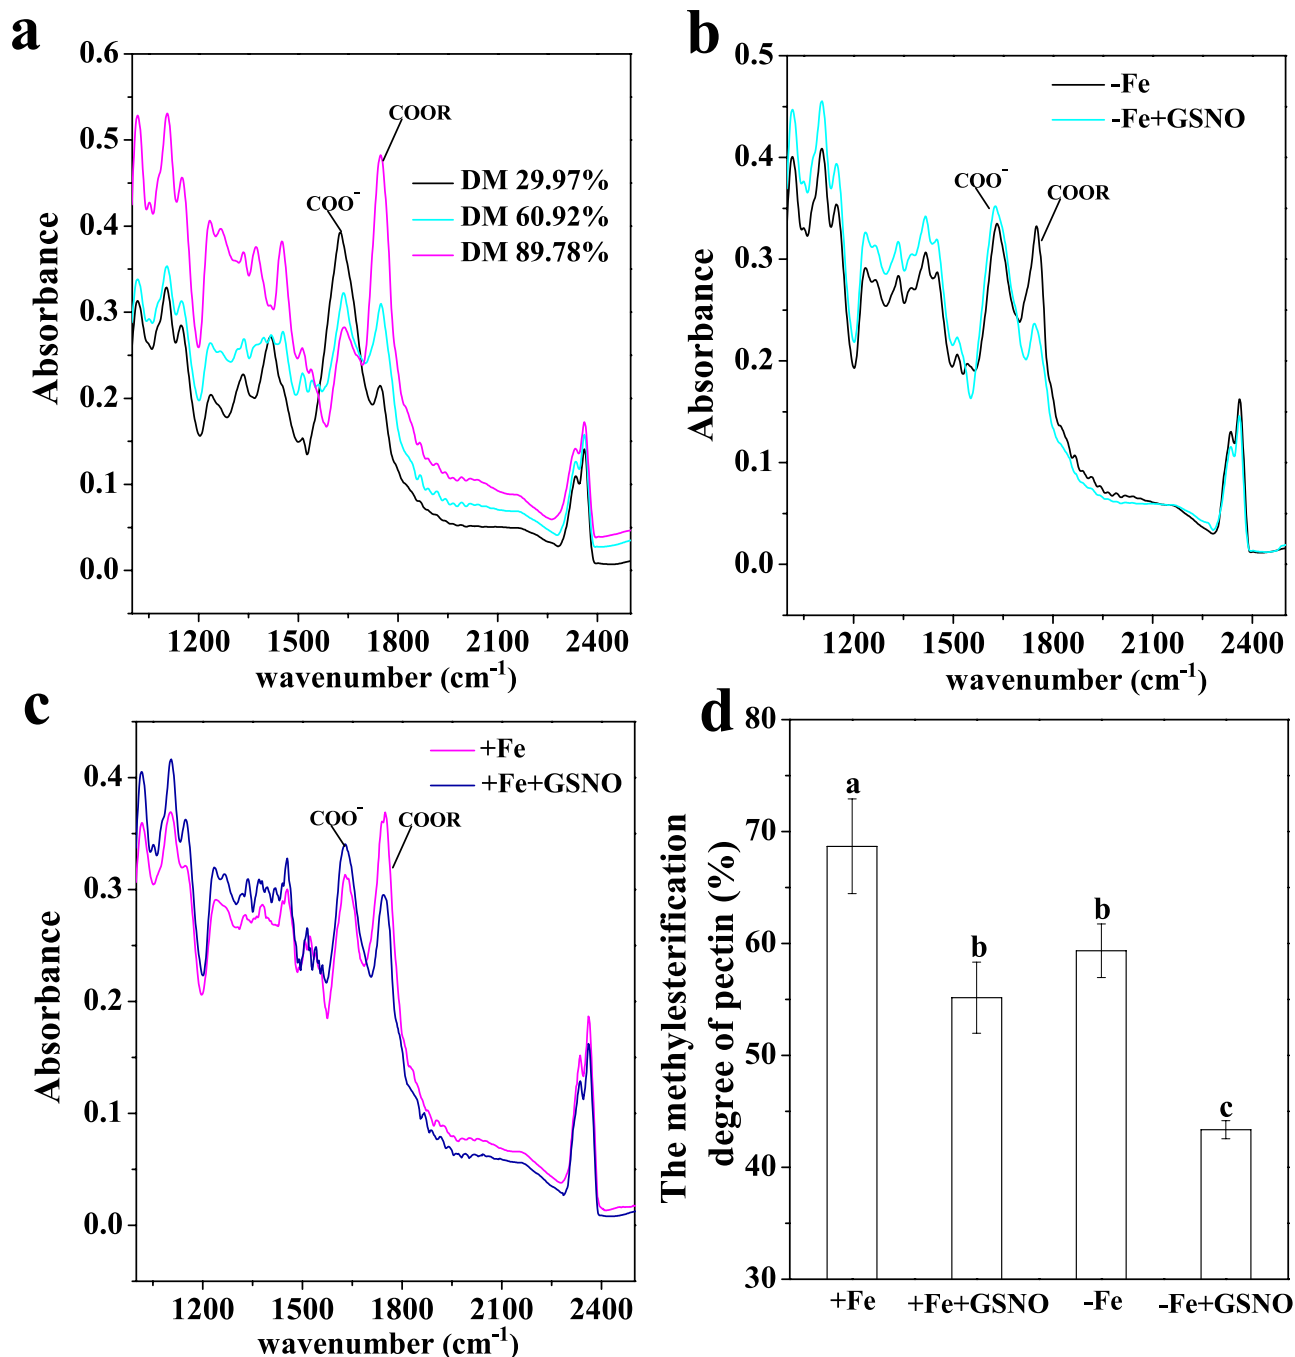 a
0.6
0.5
0.4
0.3
0.2
0.1
0.0
Absorbance
COOR
COO⁻
DM 29.97%
DM 60.92%
DM 89.78%
1200 1500 1800 2100 2400
wavenumber (cm⁻¹)
b
0.5
0.4
0.3
0.2
0.1
0.0
Absorbance
-Fe
-Fe+GSNO
COO⁻
COOR
1200 1500 1800 2100 2400
wavenumber (cm⁻¹)
c
0.4
0.3
0.2
0.1
0.0
Absorbance
+Fe
+Fe+GSNO
COO⁻
COOR
1200 1500 1800 2100 2400
wavenumber (cm⁻¹)
d
80
70
60
50
40
30
The methylesterification
degree of pectin (%)
a
b
b
c
+Fe +Fe+GSNO -Fe -Fe+GSNO